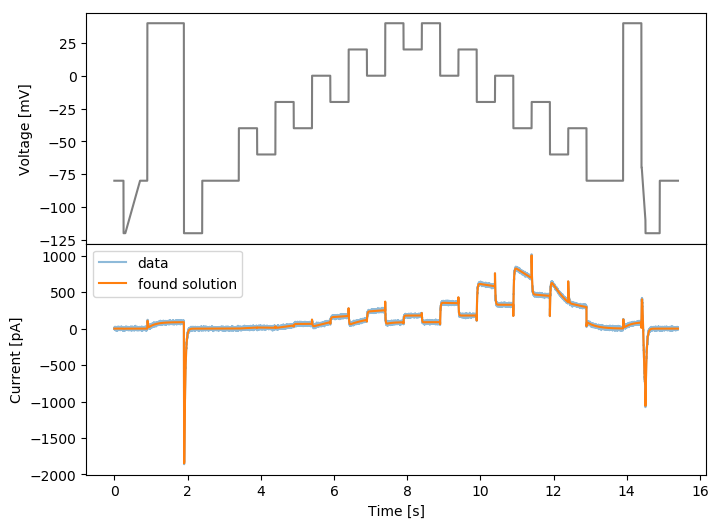 Voltage [mV]
25
0
−25
−50
−75
−100
−125
Current [pA]
1000
500
0
−500
−1000
−1500
−2000
data
found solution
0 2 4 6 8 10 12 14 16
Time [s]